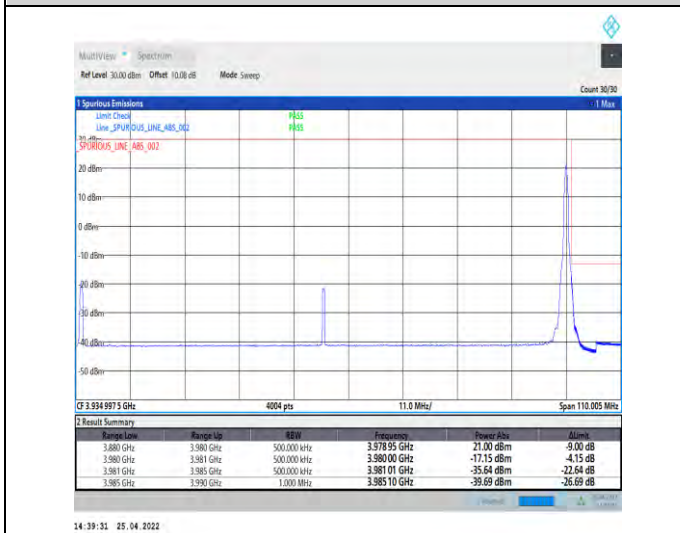 MultiView Spectrum
Ref Level 30.00 dBm Offset 10.08 dB Mode Sweep
Count 30/30
1 Spurious Emissions 1 Max
Limit Check PASS
Line _SPURIOUS_LINE_ABS_002 PASS
30 dBm
_SPURIOUS_LINE_ABS_002
20 dBm
10 dBm
0 dBm
-10 dBm
-20 dBm
-30 dBm
-40 dBm
-50 dBm
CF 3.934 997 5 GHz 4004 pts 11.0 MHz/ Span 110.005 MHz
2 Result Summary
Range Low Range Up RBW Frequency Power Abs ΔLimit
3.880 GHz 3.980 GHz 500.000 kHz 3.978 95 GHz 21.00 dBm -9.00 dB
3.980 GHz 3.981 GHz 500.000 kHz 3.980 00 GHz -17.15 dBm -4.15 dB
3.981 GHz 3.985 GHz 500.000 kHz 3.981 01 GHz -35.64 dBm -22.64 dB
3.985 GHz 3.990 GHz 1.000 MHz 3.985 10 GHz -39.69 dBm -26.69 dB
14:39:31 25.04.2022